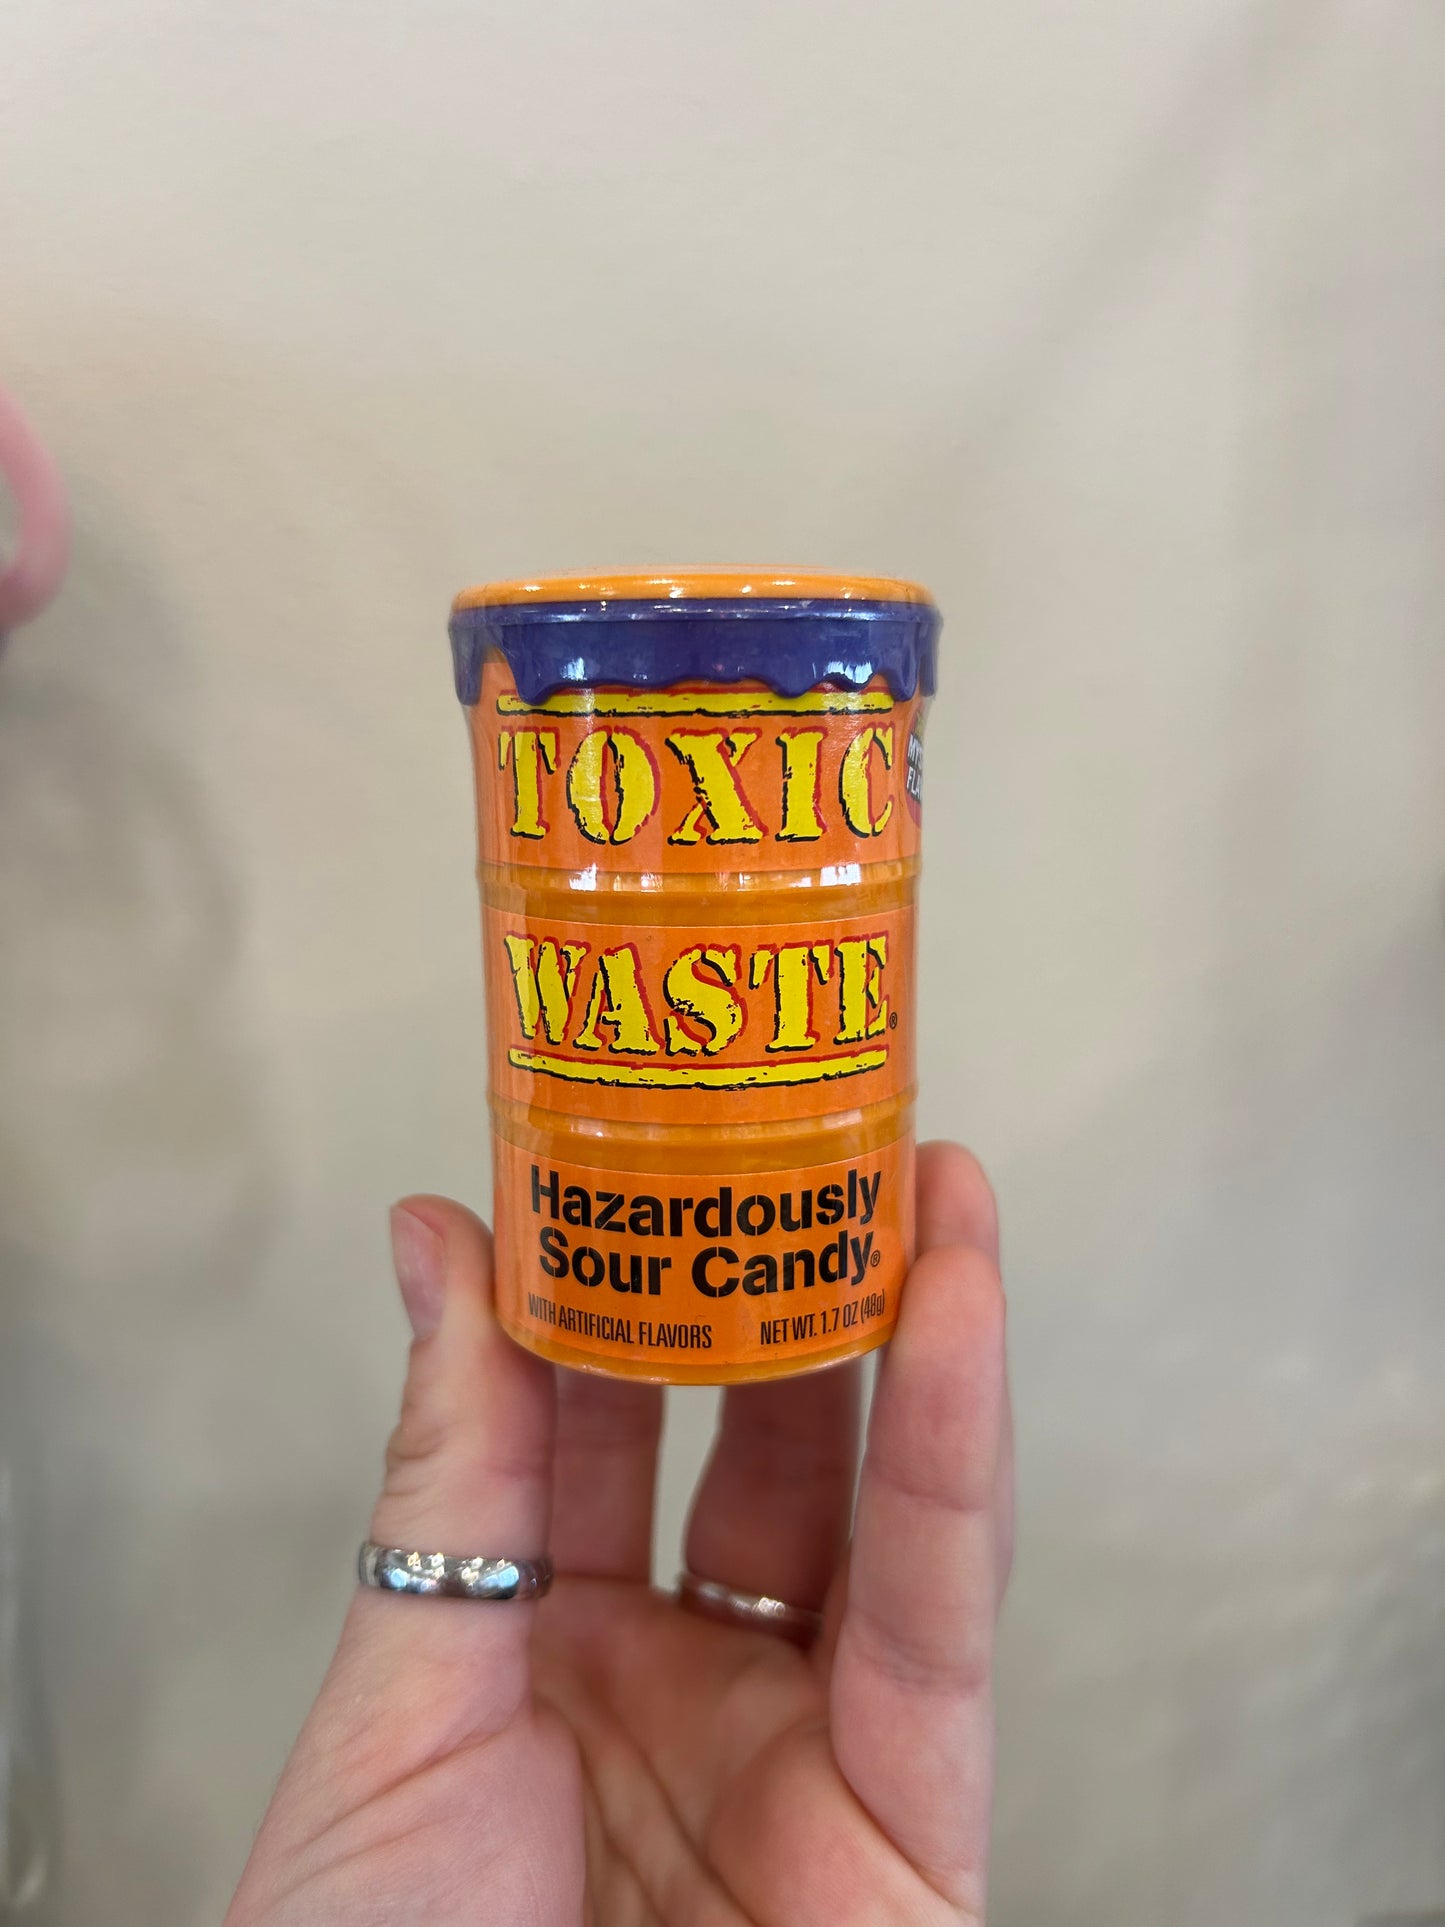 TOXIC
WASTE®
Hazardously
Sour Candy®
WITH ARTIFICIAL FLAVORS NET WT. 1.7 OZ (48g)